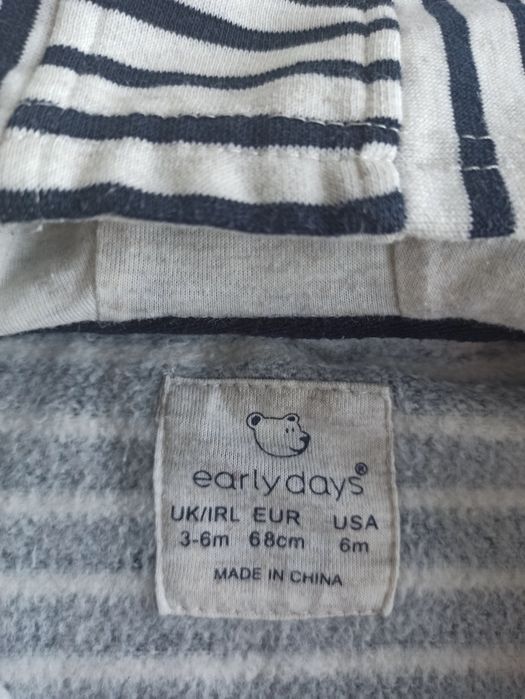 earlydays®
UK/IRL EUR USA
3-6m 68cm 6m
MADE IN CHINA